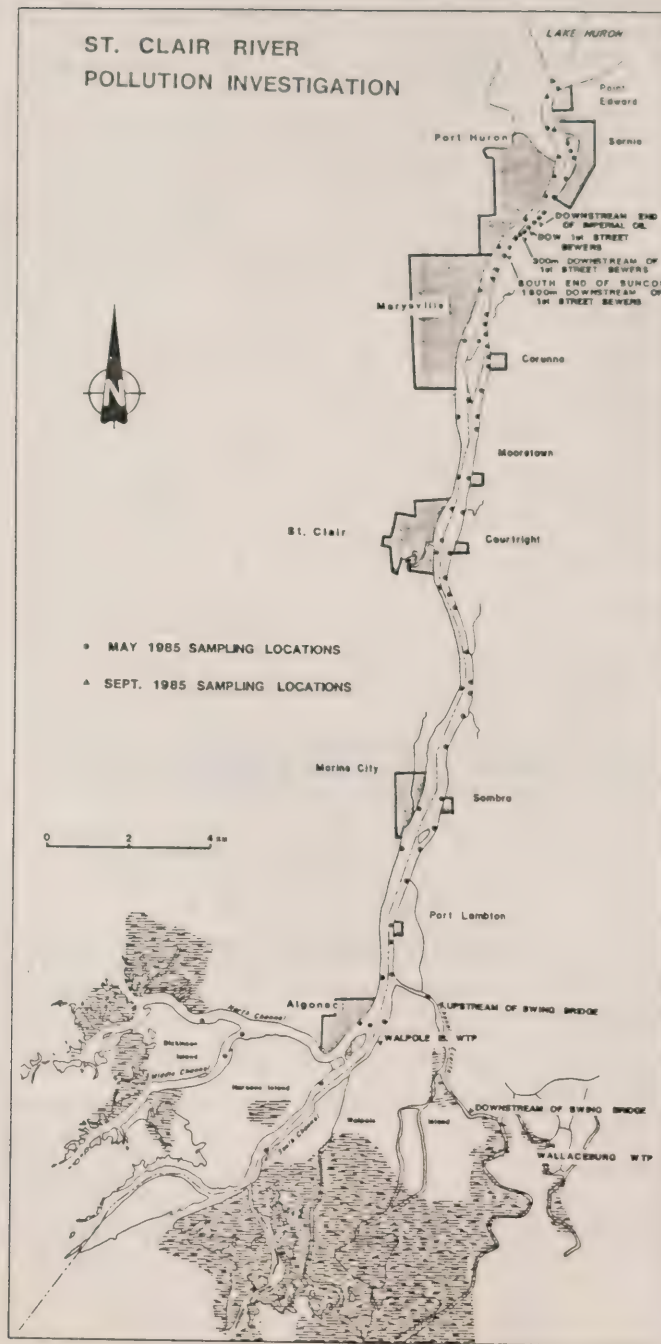 ST. CLAIR RIVER
POLLUTION INVESTIGATION
LAKE HURON
Point
Edward
Port Huron
Sarnia
DOWNSTREAM END
OF IMPERIAL OIL
DOW 1st STREET
SEWERS
300m DOWNSTREAM OF
1st STREET SEWERS
SOUTH END OF SUNCOR
DOWNSTREAM OF
1st STREET SEWERS
Marysville
N
Corunna
Mooretown
St. Clair
Courtright
MAY 1985 SAMPLING LOCATIONS
SEPT. 1985 SAMPLING LOCATIONS
Marine City
Sombra
0 2 4 km
Port Lambton
Algonac
North Channel
UPSTREAM OF SWING BRIDGE
WALPOLE IS. WTP
Dickinson
Island
Middle Channel
Harsens Island
Channel
Walpole Island
DOWNSTREAM OF SWING BRIDGE
WALLACEBURG WTP